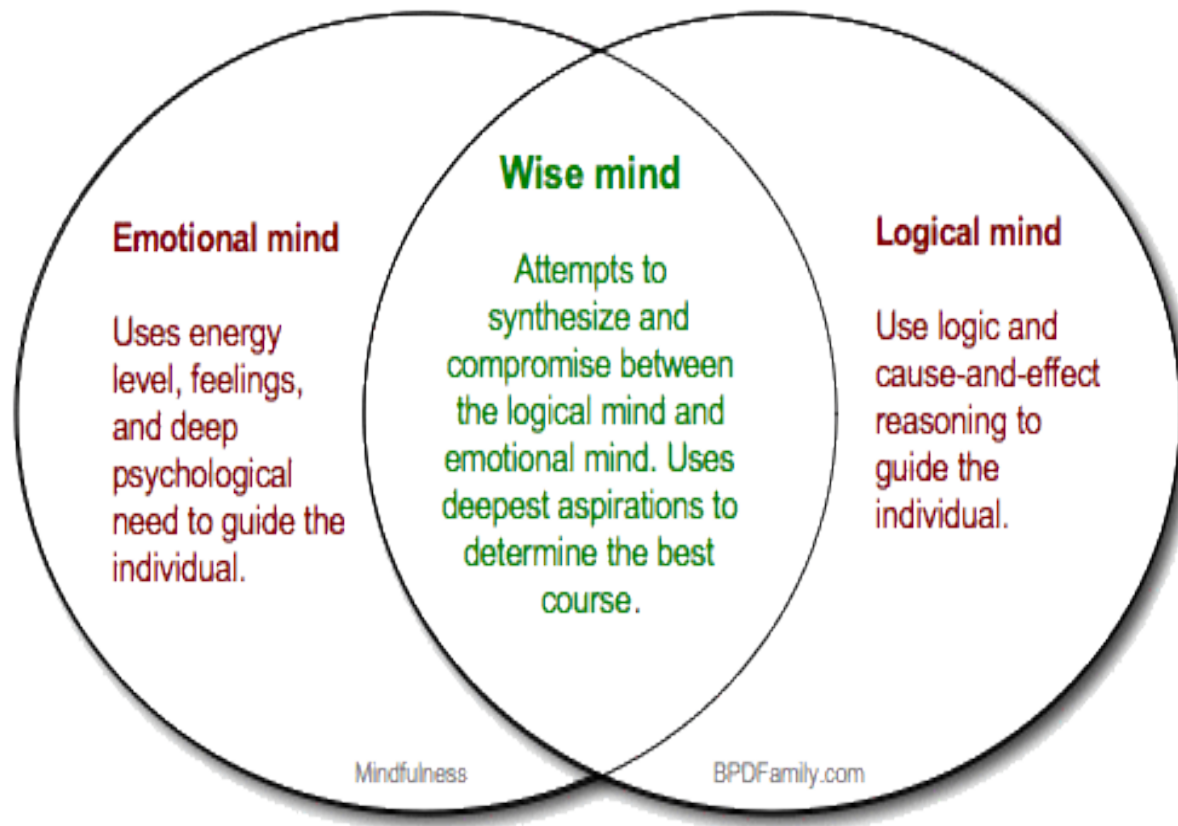 Emotional mind
Uses energy
level, feelings,
and deep
psychological
need to guide the
individual.
Wise mind
Attempts to
synthesize and
compromise between
the logical mind and
emotional mind. Uses
deepest aspirations to
determine the best
course.
Logical mind
Use logic and
cause-and-effect
reasoning to
guide the
individual.
Mindfulness
BPDFamily.com